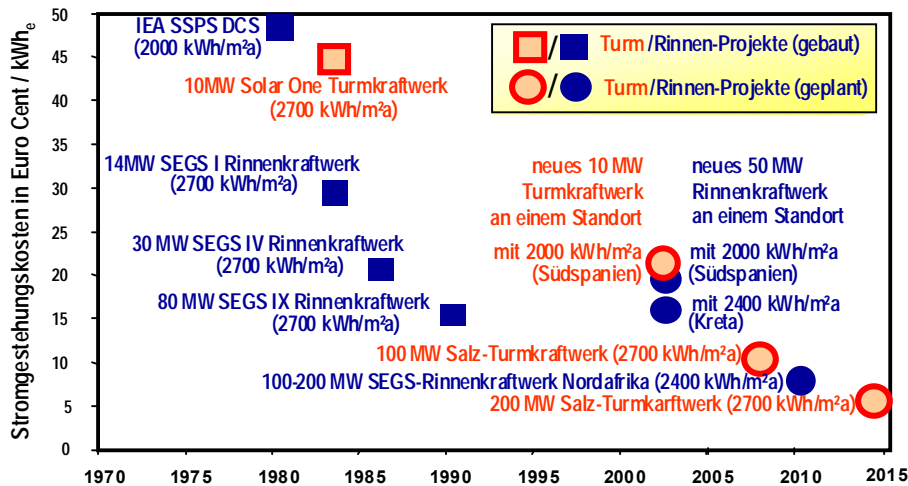 Stromgestehungskosten in Euro Cent / kWhe
50
45
40
35
30
25
20
15
10
5
0
IEA SSPS DCS
(2000 kWh/m²a)
10MW Solar One Turmkraftwerk
(2700 kWh/m²a)
14MW SEGS I Rinnenkraftwerk
(2700 kWh/m²a)
30 MW SEGS IV Rinnenkraftwerk
(2700 kWh/m²a)
80 MW SEGS IX Rinnenkraftwerk
(2700 kWh/m²a)
/ Turm/Rinnen-Projekte (gebaut)
/ Turm/Rinnen-Projekte (geplant)
neues 10 MW
Turmkraftwerk
an einem Standort
mit 2000 kWh/m²a
(Südspanien)
neues 50 MW
Rinnenkraftwerk
an einem Standort
mit 2000 kWh/m²a
(Südspanien)
mit 2400 kWh/m²a
(Kreta)
100 MW Salz-Turmkraftwerk (2700 kWh/m²a)
100-200 MW SEGS-Rinnenkraftwerk Nordafrika (2400 kWh/m²a)
200 MW Salz-Turmkarftwerk (2700 kWh/m²a)
1970 1980 1985 1990 1995 2000 2005 2010 2015